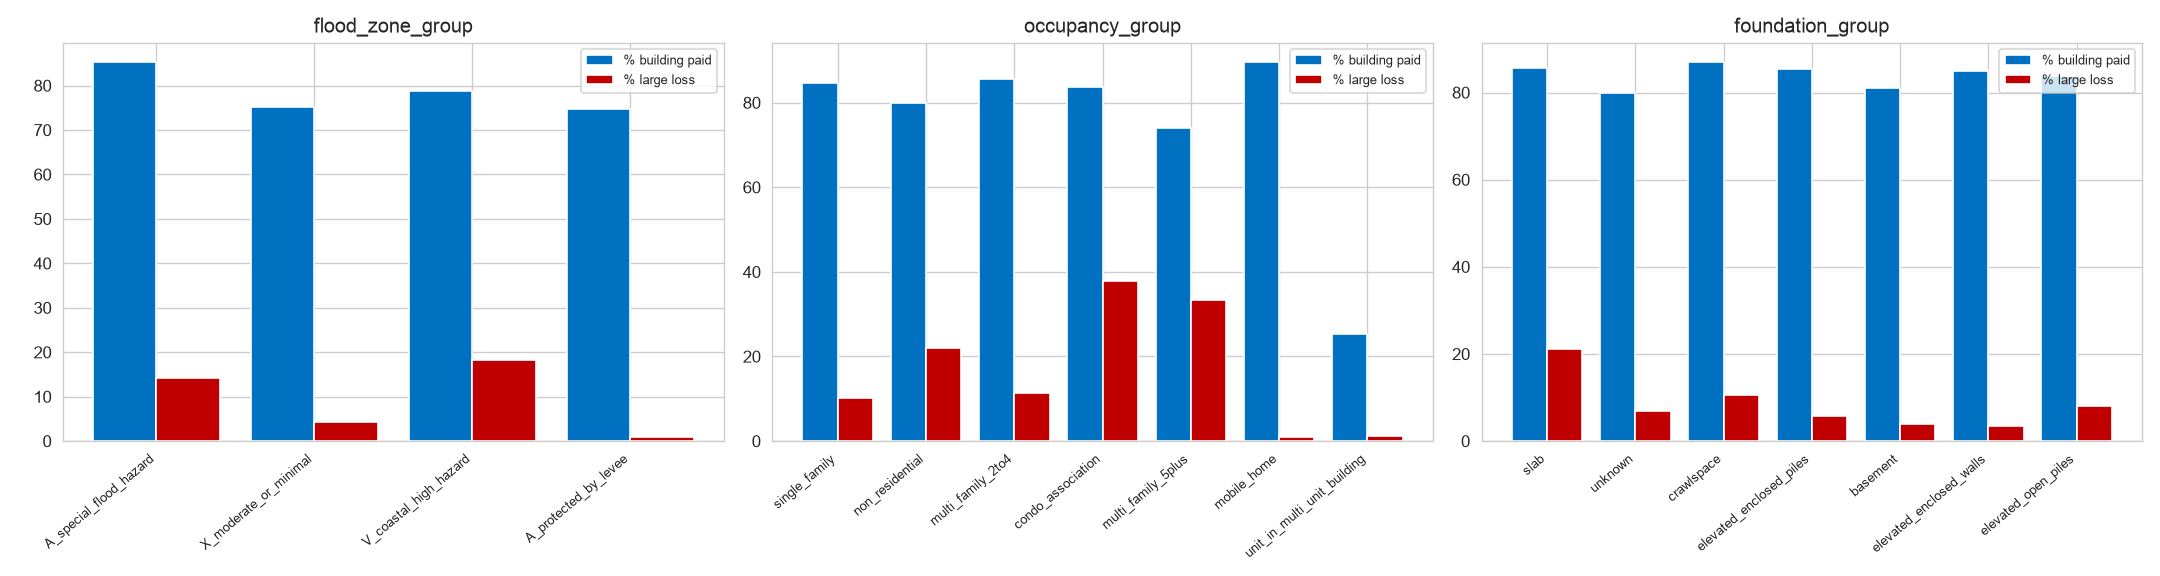 flood_zone_group
80
70
60
50
40
30
20
10
0
% building paid
% large loss
A_special_flood_hazard
X_moderate_or_minimal
V_coastal_high_hazard
A_protected_by_levee
occupancy_group
80
60
40
20
0
% building paid
% large loss
single_family
non_residential
multi_family_2to4
condo_association
multi_family_5plus
mobile_home
unit_in_multi_unit_building
foundation_group
80
60
40
20
0
% building paid
% large loss
slab
unknown
crawlspace
elevated_enclosed_piles
basement
elevated_enclosed_walls
elevated_open_piles